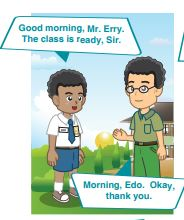 Good morning, Mr. Erry.
The class is ready, Sir.
Morning, Edo. Okay,
thank you.